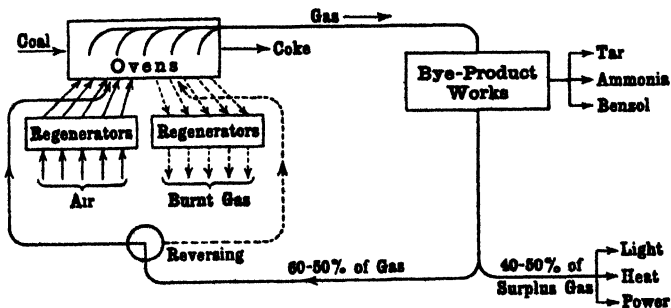 Gas
Coal
Coke
Ovens
Bye-Product
Works
Tar
Ammonia
Bensol
Regenerators
Regenerators
Air
Burnt Gas
Reversing
60-50% of Gas
40-50% of
Surplus Gas
Light
Heat
Power